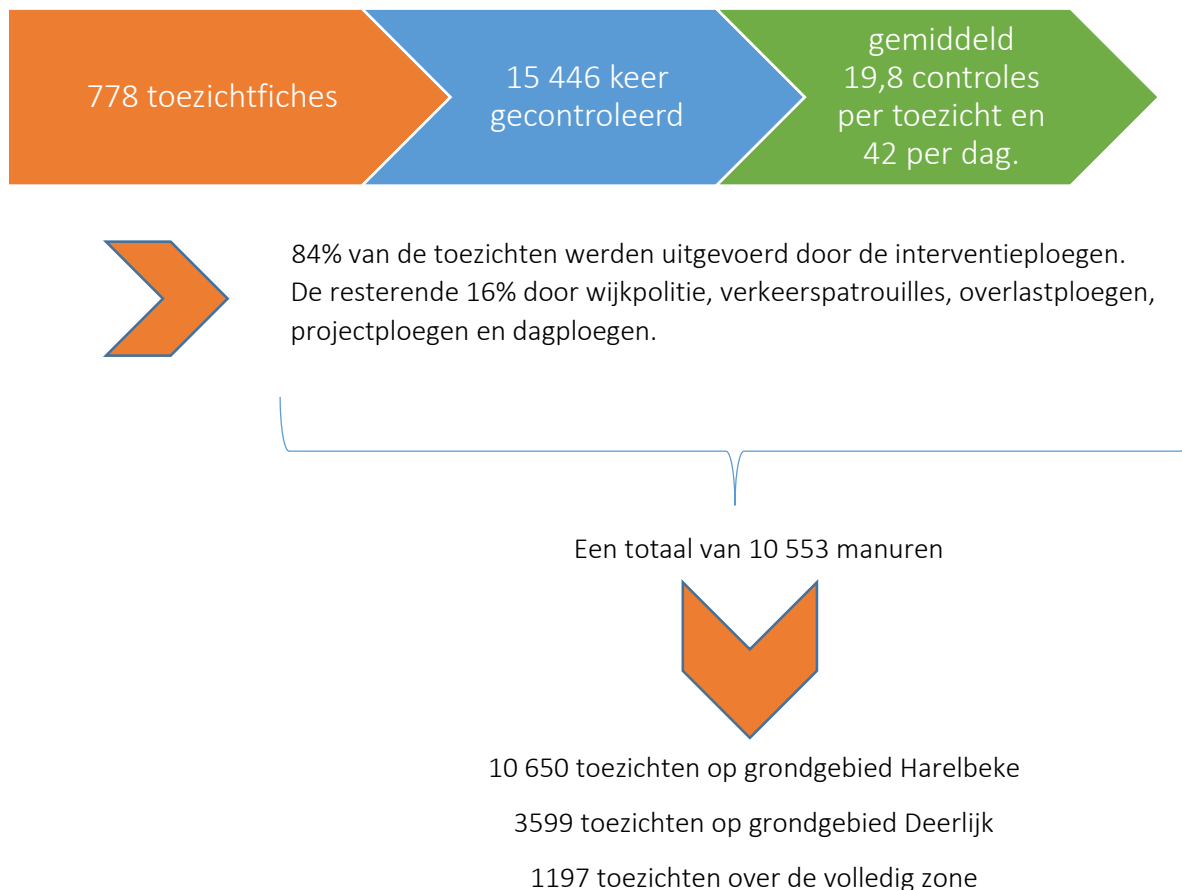 778 toezichtfiches
15 446 keer
gecontroleerd
gemiddeld
19,8 controles
per toezicht en
42 per dag.
84% van de toezichten werden uitgevoerd door de interventieploegen.
De resterende 16% door wijkpolitie, verkeerspatrouilles, overlastploegen,
projectploegen en dagploegen.
Een totaal van 10 553 manuren
10 650 toezichten op grondgebied Harelbeke
3599 toezichten op grondgebied Deerlijk
1197 toezichten over de volledig zone